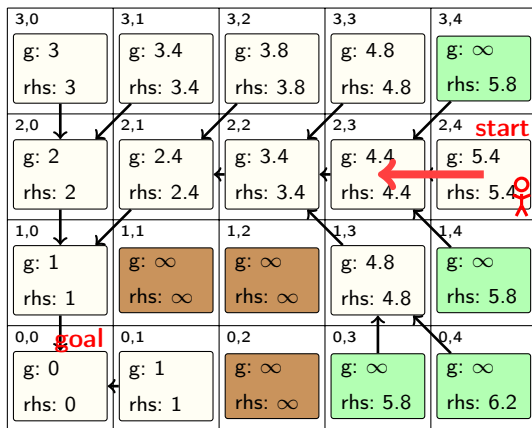 3,0 3,1 3,2 3,3 3,4
g: 3 g: 3.4 g: 3.8 g: 4.8 g: ∞
rhs: 3 rhs: 3.4 rhs: 3.8 rhs: 4.8 rhs: 5.8
2,0 2,1 2,2 2,3 2,4 start
g: 2 g: 2.4 g: 3.4 g: 4.4 g: 5.4
rhs: 2 rhs: 2.4 rhs: 3.4 rhs: 4.4 rhs: 5.4
1,0 1,1 1,2 1,3 1,4
g: 1 g: ∞ g: ∞ g: 4.8 g: ∞
rhs: 1 rhs: ∞ rhs: ∞ rhs: 4.8 rhs: 5.8
0,0 goal 0,1 0,2 0,3 0,4
g: 0 g: 1 g: ∞ g: ∞ g: ∞
rhs: 0 rhs: 1 rhs: ∞ rhs: 5.8 rhs: 6.2